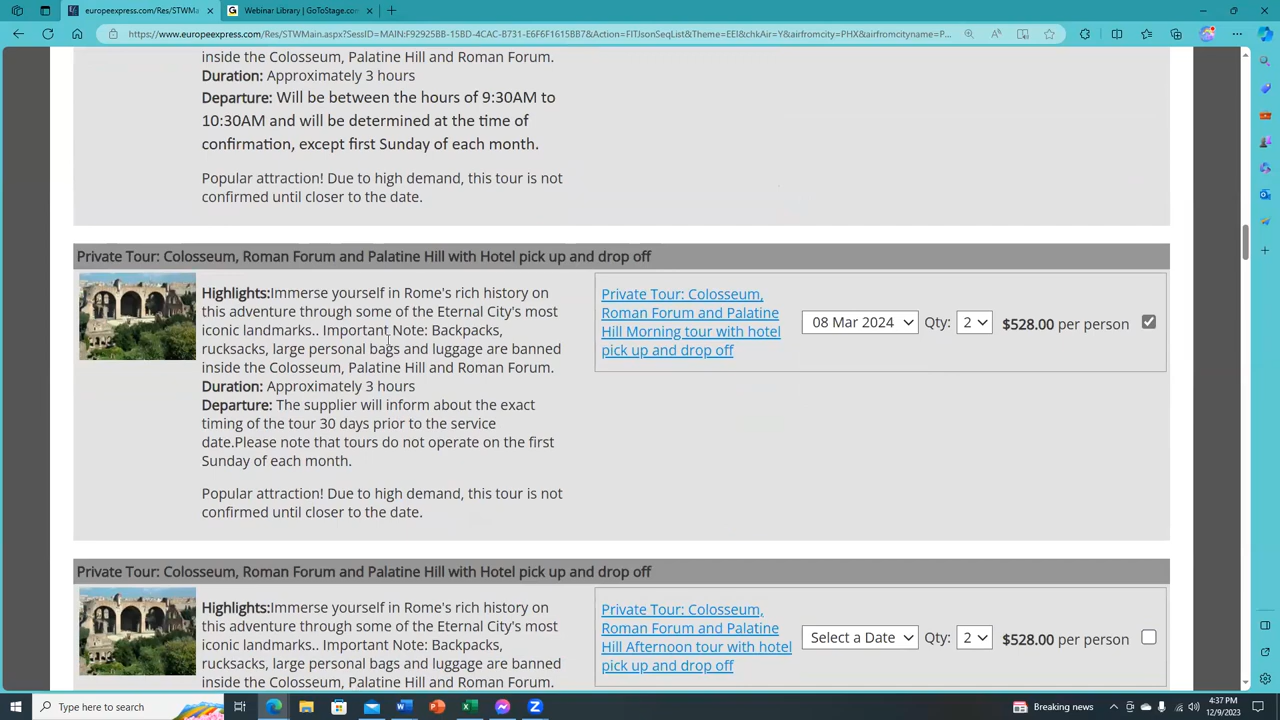 europeexpress.com/Res/STWMa
Webinar Library | GoToStage.com
https://www.europeexpress.com/Res/STWMain.aspx?SessID=MAIN:F92925BB-15BD-4CAC-B731-E6F6F1615BB7&Action=FITJsonSeqList&Theme=EEI&chkAir=Y&airfromcity=PHX&airfromcityname=P...
inside the Colosseum, Palatine Hill and Roman Forum.
Duration: Approximately 3 hours
Departure: Will be between the hours of 9:30AM to
10:30AM and will be determined at the time of
confirmation, except first Sunday of each month.
Popular attraction! Due to high demand, this tour is not
confirmed until closer to the date.
Private Tour: Colosseum, Roman Forum and Palatine Hill with Hotel pick up and drop off
Highlights:Immerse yourself in Rome's rich history on
this adventure through some of the Eternal City's most
iconic landmarks.. Important Note: Backpacks,
rucksacks, large personal bags and luggage are banned
inside the Colosseum, Palatine Hill and Roman Forum.
Duration: Approximately 3 hours
Departure: The supplier will inform about the exact
timing of the tour 30 days prior to the service
date.Please note that tours do not operate on the first
Sunday of each month.
Popular attraction! Due to high demand, this tour is not
confirmed until closer to the date.
Private Tour: Colosseum,
Roman Forum and Palatine
Hill Morning tour with hotel
pick up and drop off
08 Mar 2024 Qty: 2 $528.00 per person
Private Tour: Colosseum, Roman Forum and Palatine Hill with Hotel pick up and drop off
Highlights:Immerse yourself in Rome's rich history on
this adventure through some of the Eternal City's most
iconic landmarks.. Important Note: Backpacks,
rucksacks, large personal bags and luggage are banned
inside the Colosseum, Palatine Hill and Roman Forum.
Private Tour: Colosseum,
Roman Forum and Palatine
Hill Afternoon tour with hotel
pick up and drop off
Select a Date Qty: 2 $528.00 per person
Type here to search
Breaking news
4:37 PM
12/9/2023